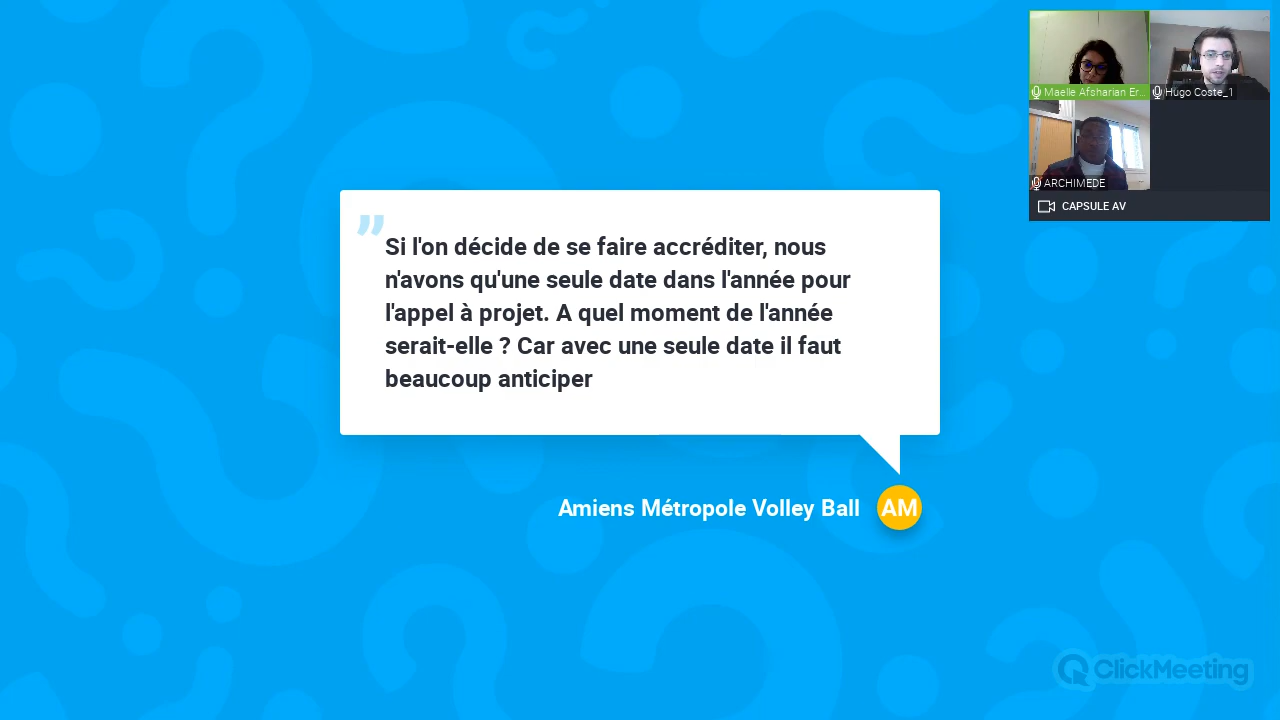 Maelle Afsharian Er...
Hugo Coste_1
ARCHIMEDE
CAPSULE AV
"
Si l'on décide de se faire accréditer, nous
n'avons qu'une seule date dans l'année pour
l'appel à projet. A quel moment de l'année
serait-elle ? Car avec une seule date il faut
beaucoup anticiper
Amiens Métropole Volley Ball
AM
ClickMeeting